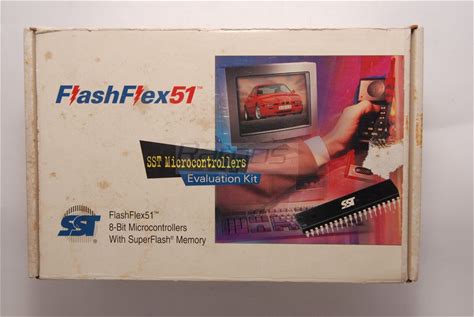 FlashFlex51™
SST Microcontrollers
Evaluation Kit
SST
FlashFlex51™
8-Bit Microcontrollers
With SuperFlash® Memory
SST